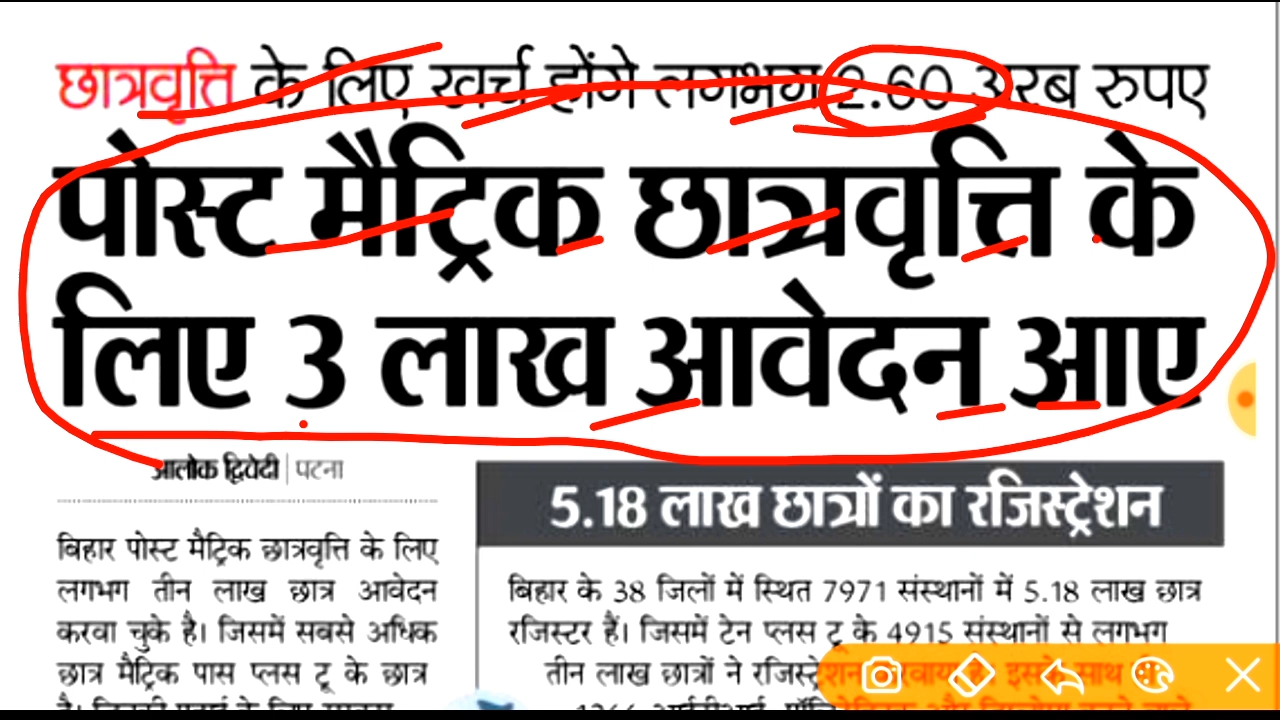 छात्रवृत्ति के लिए खर्च होंगे लगभग 2.60 अरब रुपए
पोस्ट मैट्रिक छात्रवृत्ति के
लिए 3 लाख आवेदन आए
आलोक द्विवेदी | पटना
बिहार पोस्ट मैट्रिक छात्रवृत्ति के लिए
लगभग तीन लाख छात्र आवेदन
करवा चुके है। जिसमें सबसे अधिक
छात्र मैट्रिक पास प्लस टू के छात्र
5.18 लाख छात्रों का रजिस्ट्रेशन
बिहार के 38 जिलों में स्थित 7971 संस्थानों में 5.18 लाख छात्र
रजिस्टर हैं। जिसमें टेन प्लस टू के 4915 संस्थानों से लगभग
तीन लाख छात्रों ने रजिस्ट्रेशन करवाया है। इसके साथ